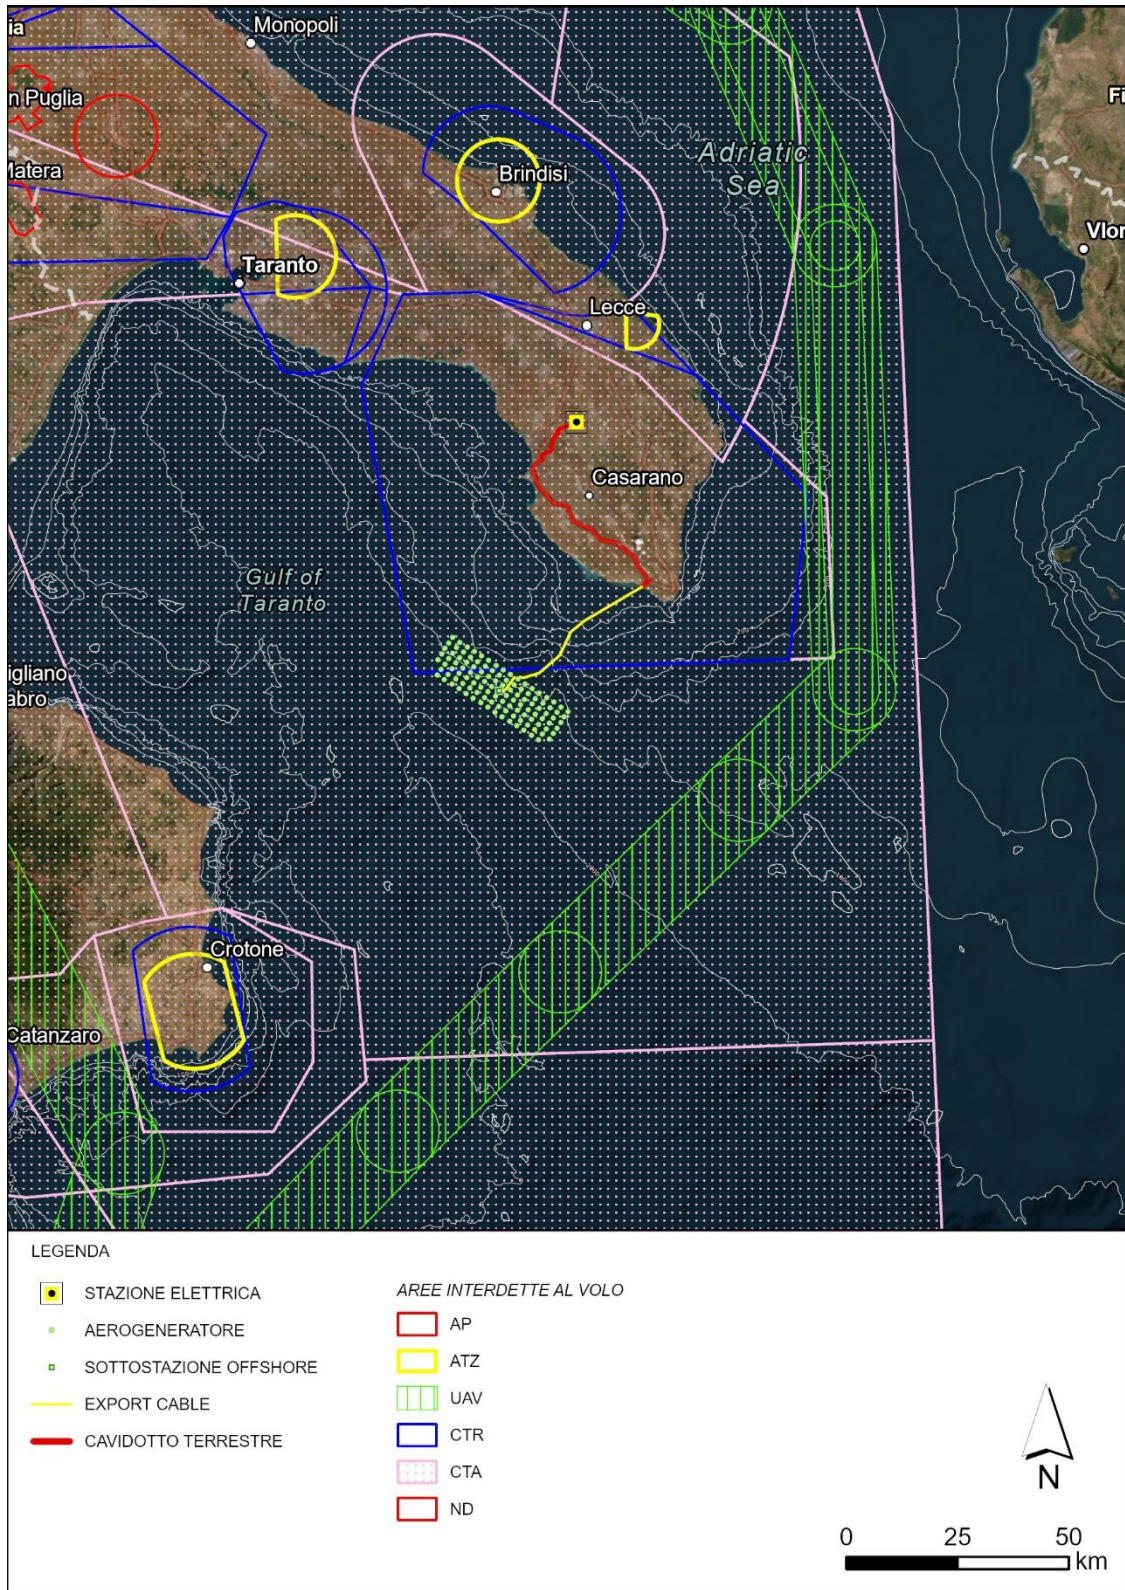 Monopoli
ia
n Puglia
Matera
Brindisi
Adriatic
Sea
Fi
Vlor
Taranto
Lecce
Casarano
Gulf of
Taranto
igliano
abro
Crotone
Catanzaro
LEGENDA
STAZIONE ELETTRICA
AEROGENERATORE
SOTTOSTAZIONE OFFSHORE
EXPORT CABLE
CAVIDOTTO TERRESTRE
AREE INTERDETTE AL VOLO
AP
ATZ
UAV
CTR
CTA
ND
N
0 25 50
km